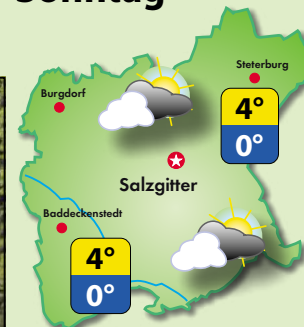 Sonntag
Steterburg
Burgdorf
4°
0°
Salzgitter
Baddeckenstedt
4°
0°